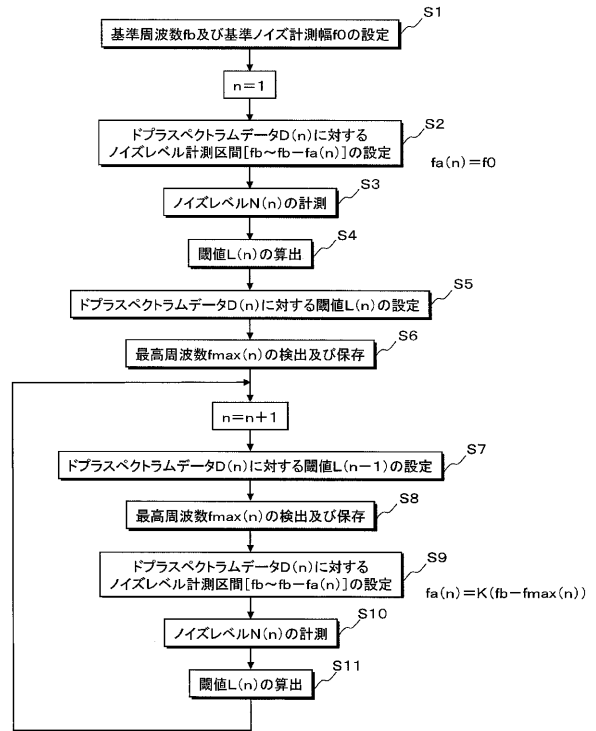 S1
基準周波数fb及び基準ノイズ計測幅f0の設定
n=1
S2
ドプラスペクトラムデータD(n)に対する
ノイズレベル計測区間[fb~fb-fa(n)]の設定
fa(n)=f0
S3
ノイズレベルN(n)の計測
S4
閾値L(n)の算出
S5
ドプラスペクトラムデータD(n)に対する閾値L(n)の設定
S6
最高周波数fmax(n)の検出及び保存
n=n+1
S7
ドプラスペクトラムデータD(n)に対する閾値L(n-1)の設定
S8
最高周波数fmax(n)の検出及び保存
S9
ドプラスペクトラムデータD(n)に対する
ノイズレベル計測区間[fb~fb-fa(n)]の設定
fa(n)=K(fb-fmax(n))
S10
ノイズレベルN(n)の計測
S11
閾値L(n)の算出